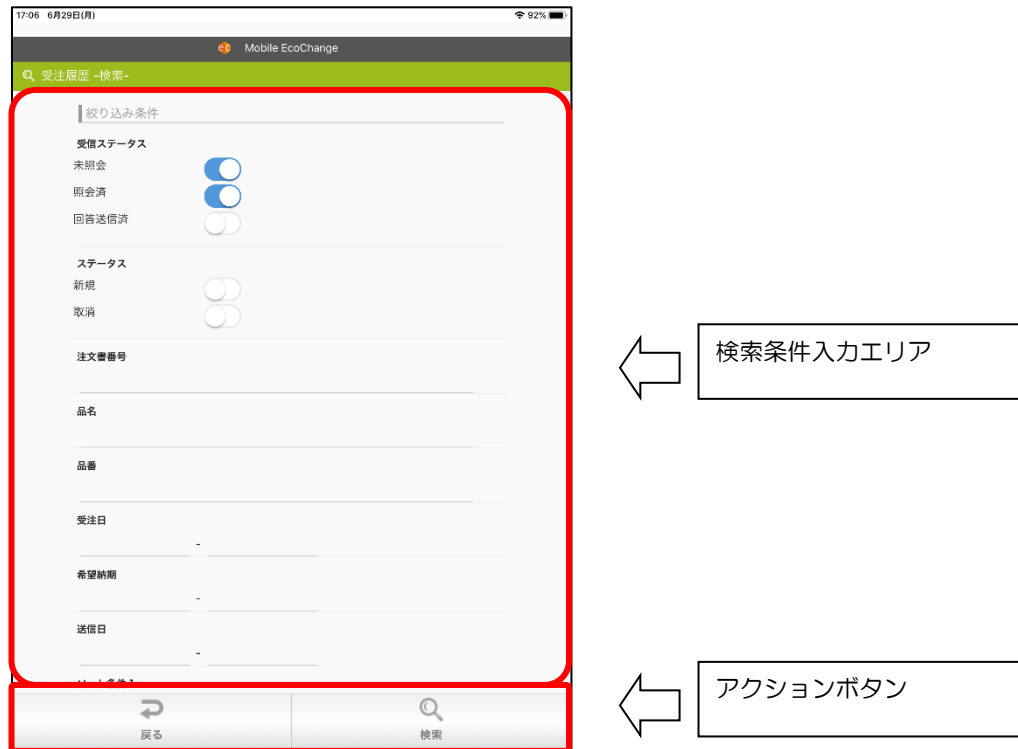 17:06 6月29日(月)
92%
ec Mobile EcoChange
受注履歴 -検索-
絞り込み条件
受信ステータス
未照会
照会済
回答送信済
ステータス
新規
取消
注文書番号
検索条件入力エリア
品名
品番
受注日
-
希望納期
-
送信日
-
アクションボタン
戻る
検索